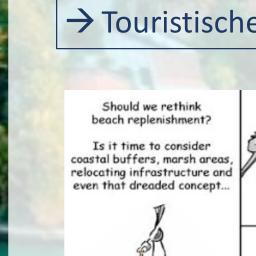 → Touristische
Should we rethink
beach replenishment?
Is it time to consider
coastal buffers, marsh areas,
relocating infrastructure and
even that dreaded concept...